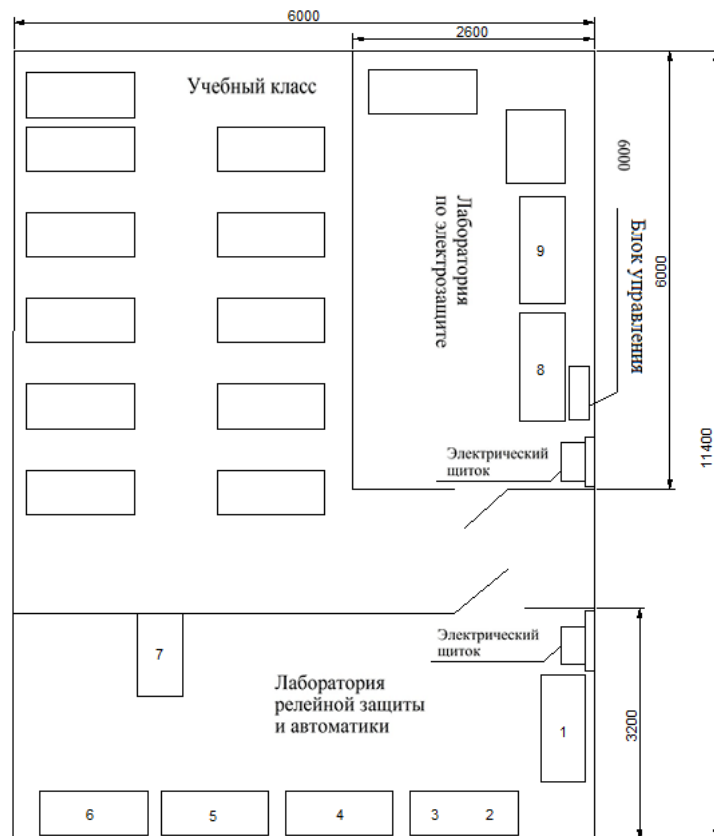 6000
2600
Учебный класс
6000
Лаборатория
по электрозащите
Блок управления
6000
9
8
11400
Электрический
щиток
7
Электрический
щиток
Лаборатория
релейной защиты
и автоматики
1
3200
6
5
4
3
2